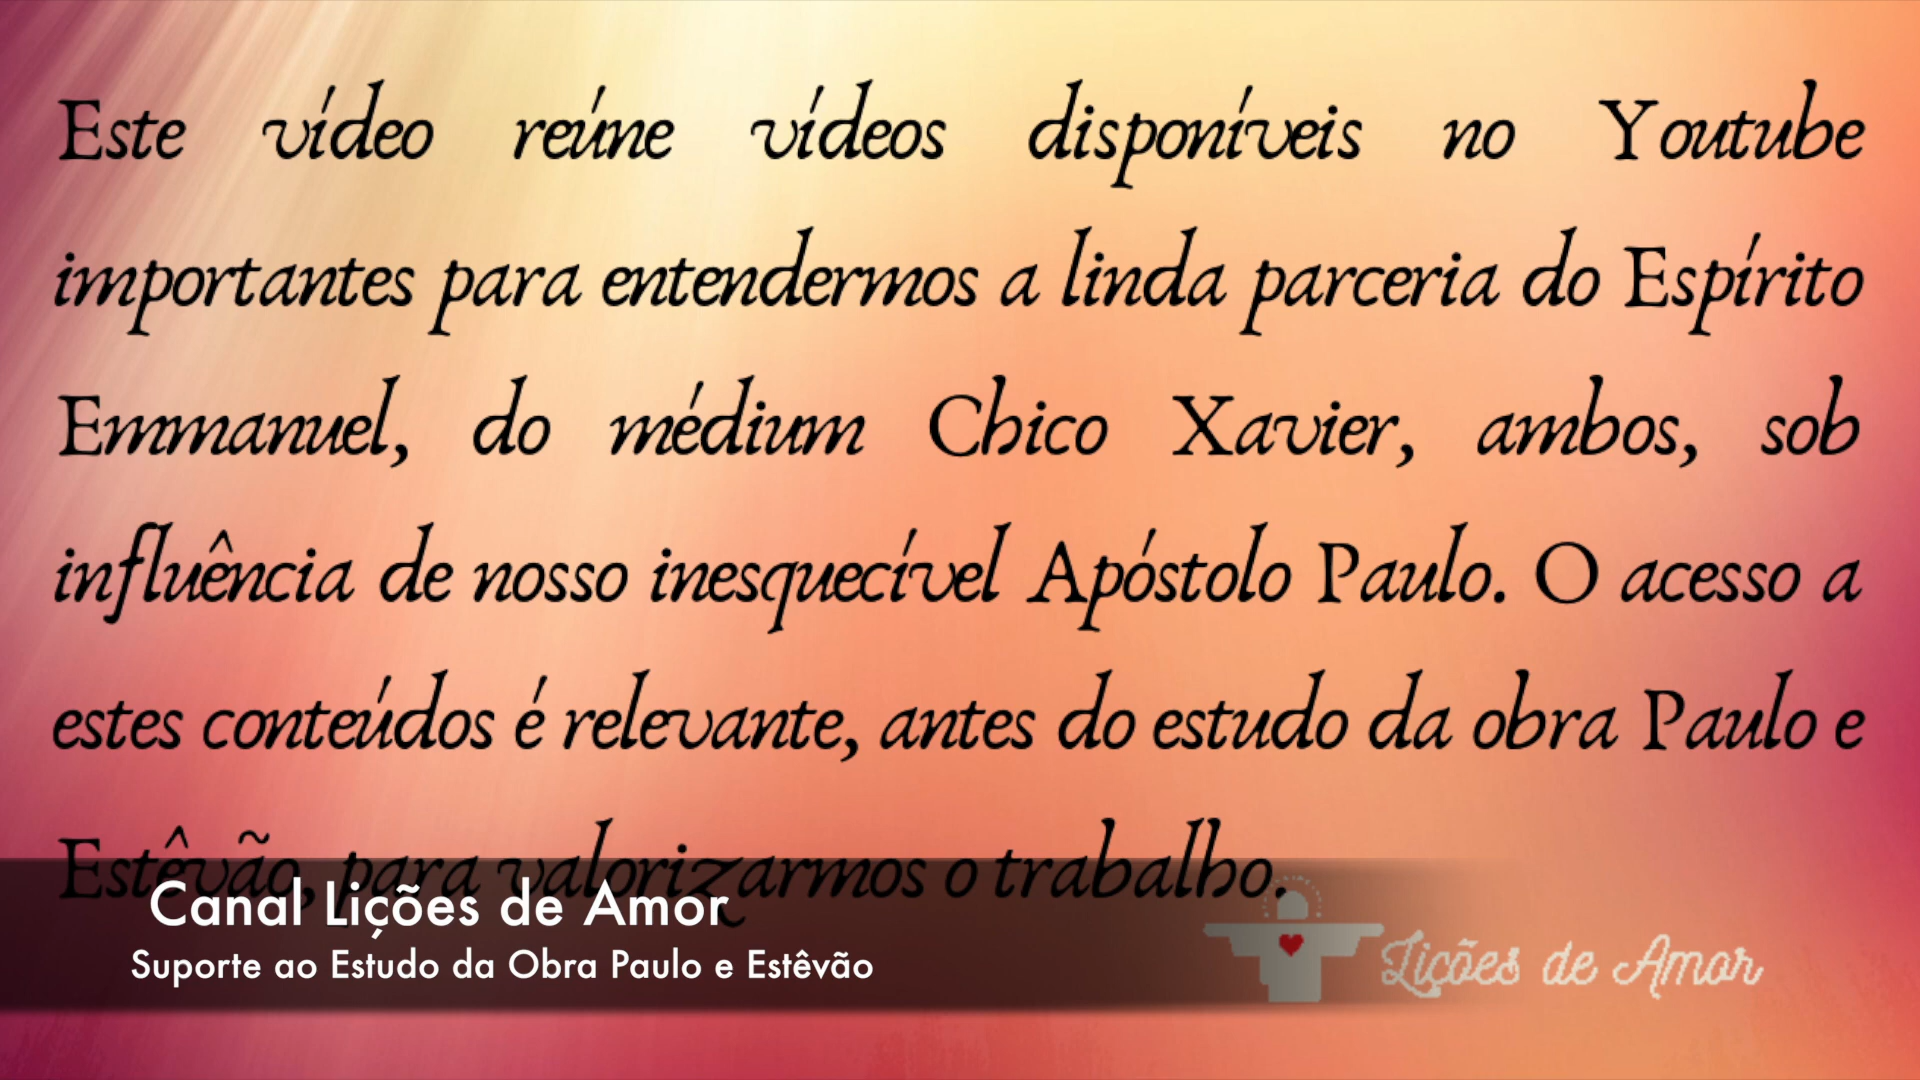 Este vídeo reúne vídeos disponíveis no Youtube
importantes para entendermos a linda parceria do Espírito
Emmanuel, do médium Chico Xavier, ambos, sob
influência de nosso inesquecível Apóstolo Paulo. O acesso a
estes conteúdos é relevante, antes do estudo da obra Paulo e
Estêvão, para valorizarmos o trabalho.
Canal Lições de Amor
Suporte ao Estudo da Obra Paulo e Estêvão
Lições de Amor